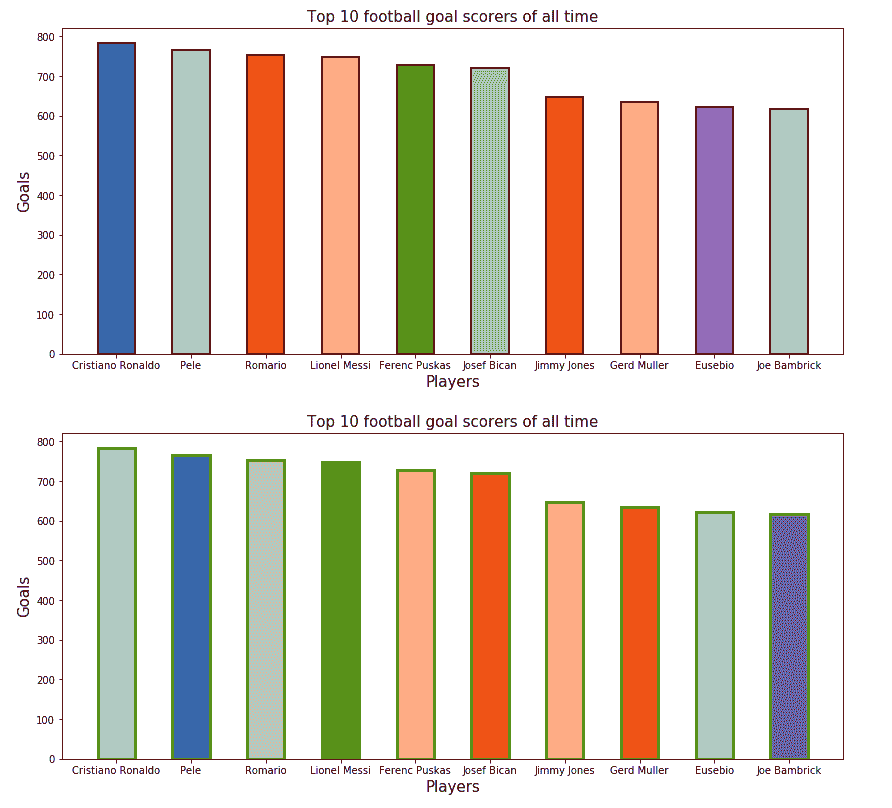 Top 10 football goal scorers of all time
800
700
600
500
400
300
200
100
0
Goals
Cristiano Ronaldo Pele Romario Lionel Messi Ferenc Puskas Josef Bican Jimmy Jones Gerd Muller Eusebio Joe Bambrick
Players
Top 10 football goal scorers of all time
800
700
600
500
400
300
200
100
0
Goals
Cristiano Ronaldo Pele Romario Lionel Messi Ferenc Puskas Josef Bican Jimmy Jones Gerd Muller Eusebio Joe Bambrick
Players